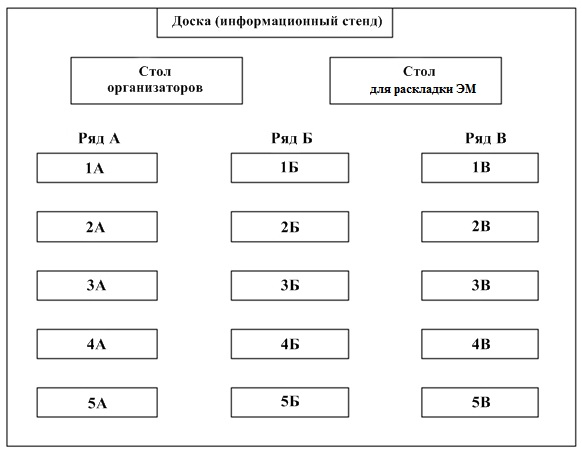 Доска (информационный стенд)
Стол
организаторов
Стол
для раскладки ЭМ
Ряд А
Ряд Б
Ряд В
1А
1Б
1В
2А
2Б
2В
3А
3Б
3В
4А
4Б
4В
5А
5Б
5В